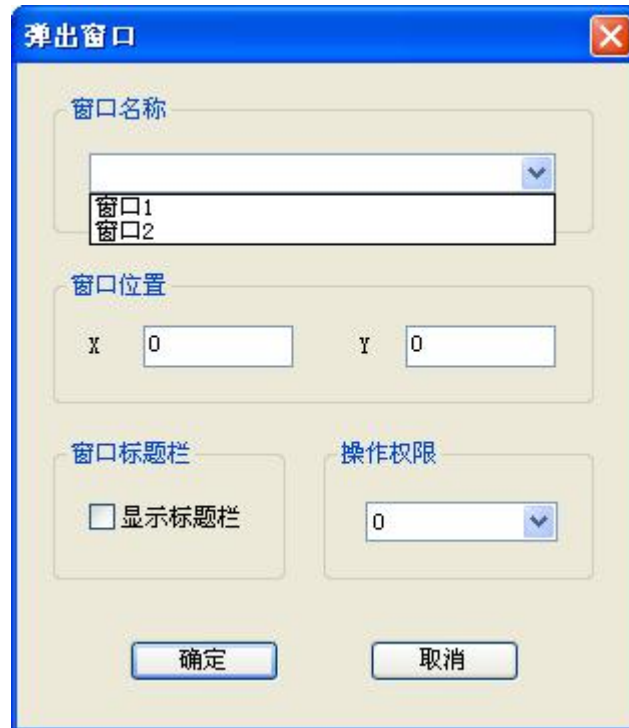 弹出窗口
窗口名称
窗口1
窗口2
窗口位置
X 0 Y 0
窗口标题栏 操作权限
显示标题栏 0
确定 取消